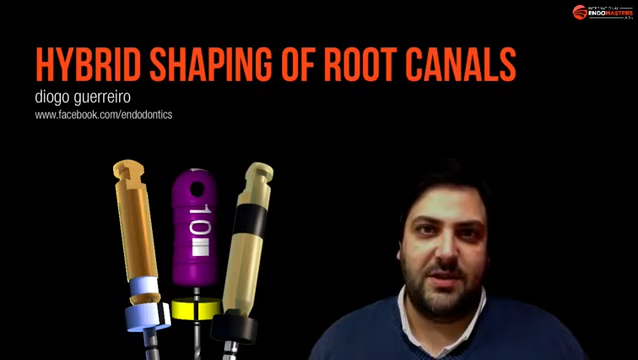 ENDOMASTERS
HYBRID SHAPING OF ROOT CANALS
diogo guerreiro
www.facebook.com/endodontics
10